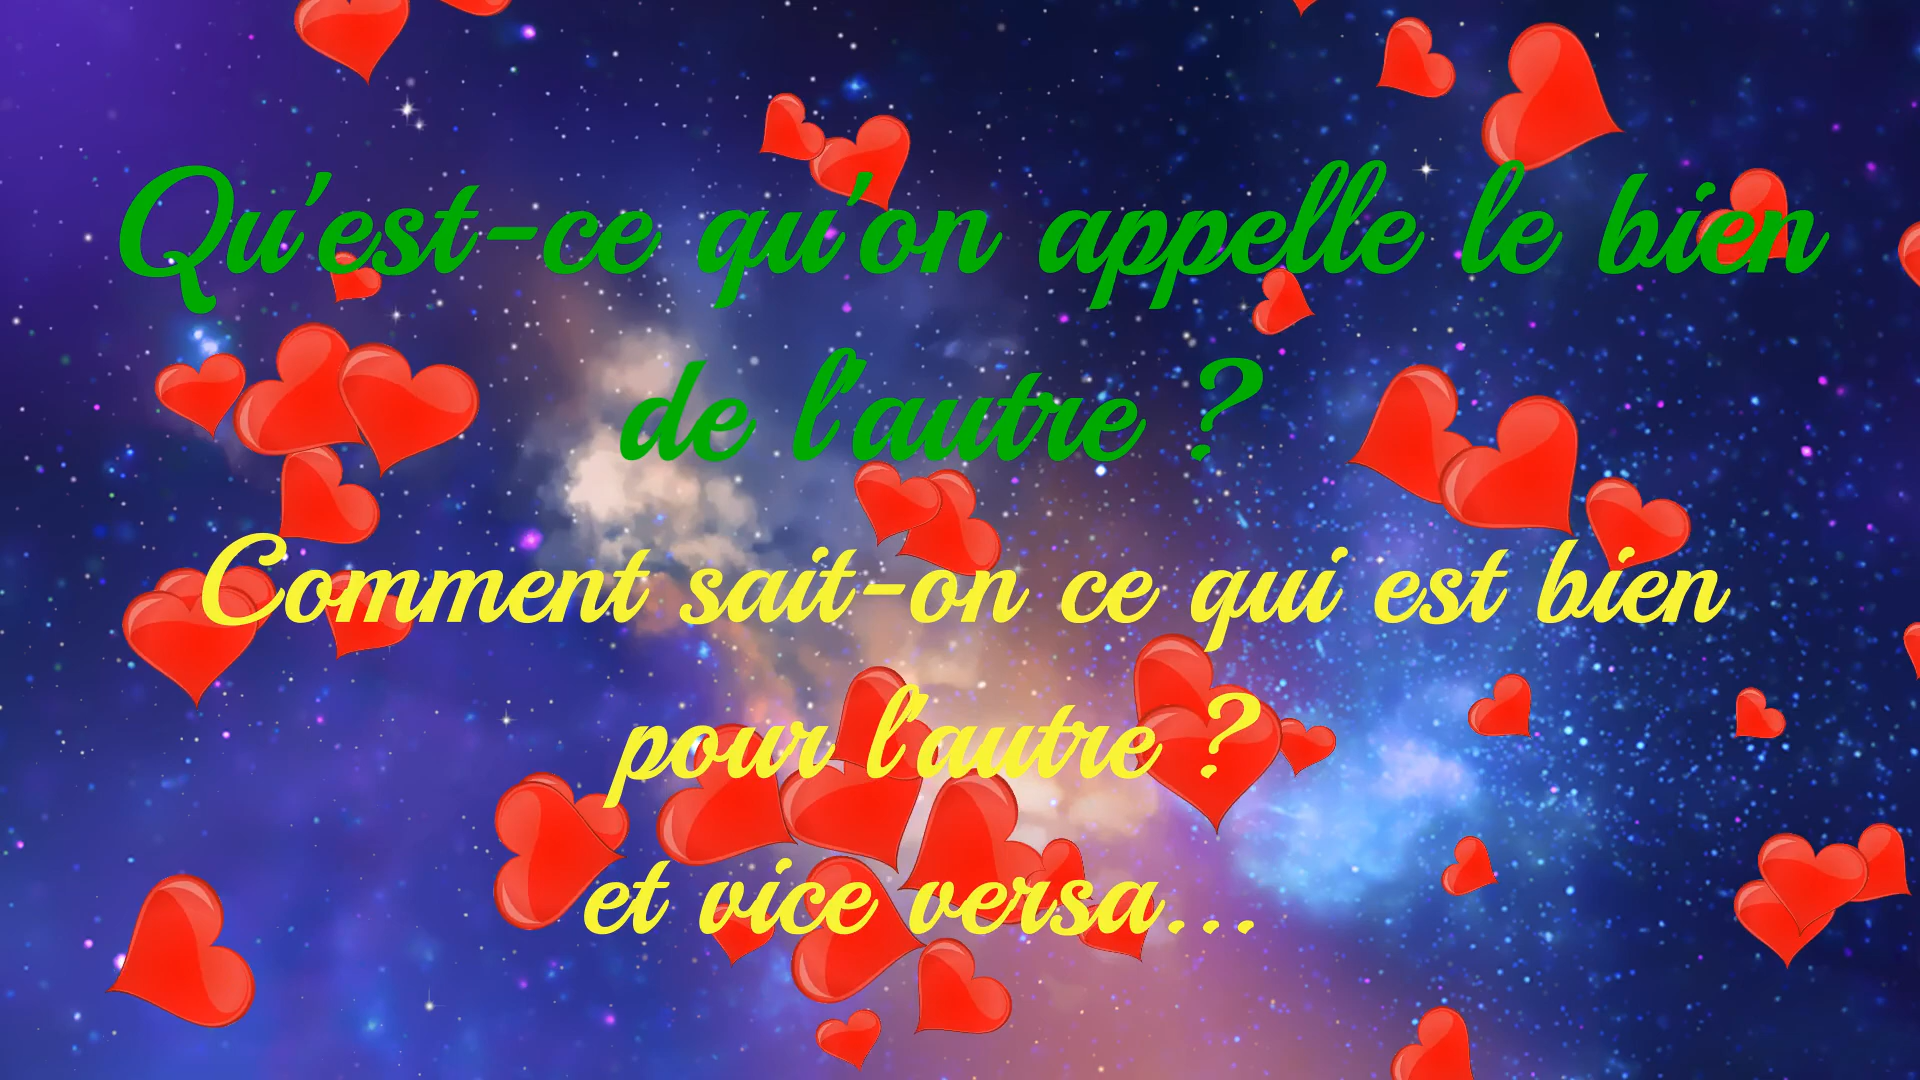 Qu'est-ce qu'on appelle le bien
de l'autre ?
Comment sait-on ce qui est bien
pour l'autre ?
et vice versa...